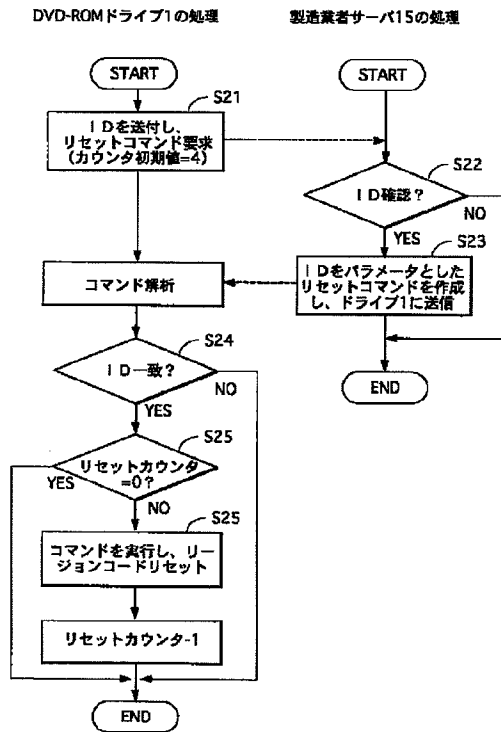 DVD-ROMドライブ1の処理
START
S21
IDを送付し、
リセットコマンド要求
(カウンタ初期値=4)
コマンド解析
S24
ID一致?
NO
YES
S25
リセットカウンタ
=0?
YES
NO
S25
コマンドを実行し、リー
ジョンコードリセット
リセットカウンタ-1
END
製造業者サーバ15の処理
START
S22
ID確認?
NO
YES
S23
IDをパラメータとした
リセットコマンドを作成
し、ドライブ1に送信
END